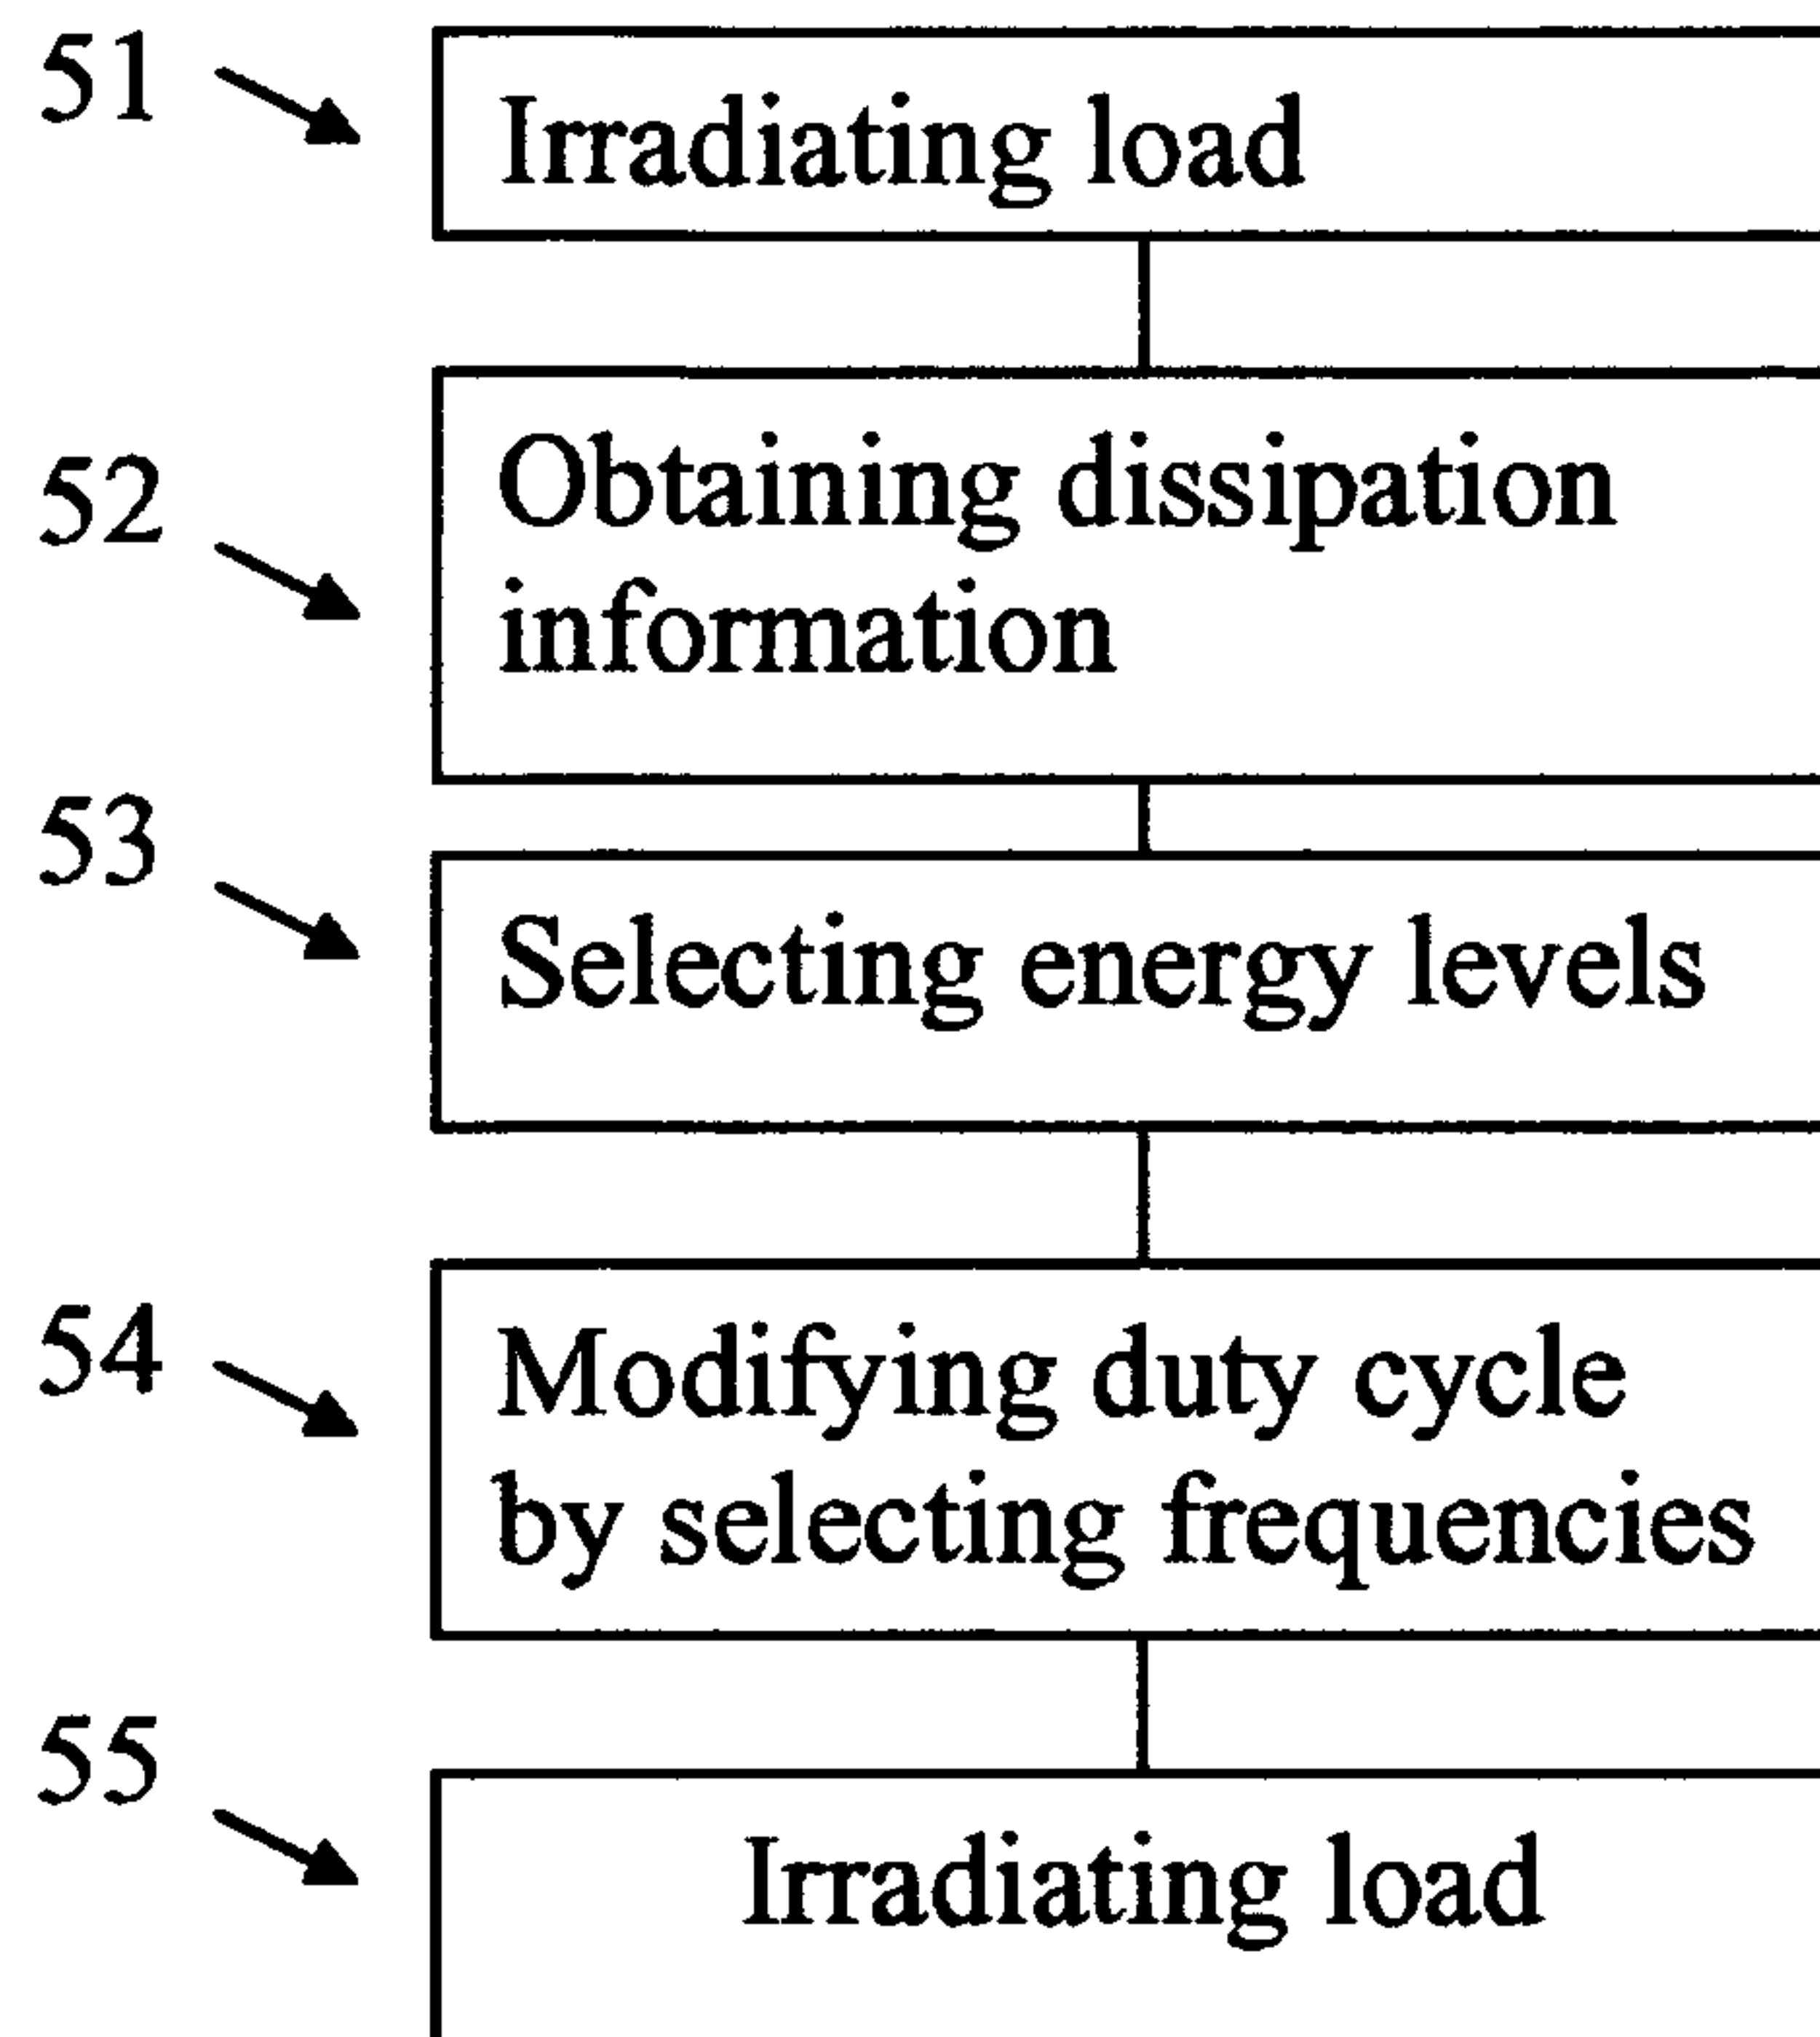 51
Irradiating load
52
Obtaining dissipation
information
53
Selecting energy levels
54
Modifying duty cycle
by selecting frequencies
55
Irradiating load